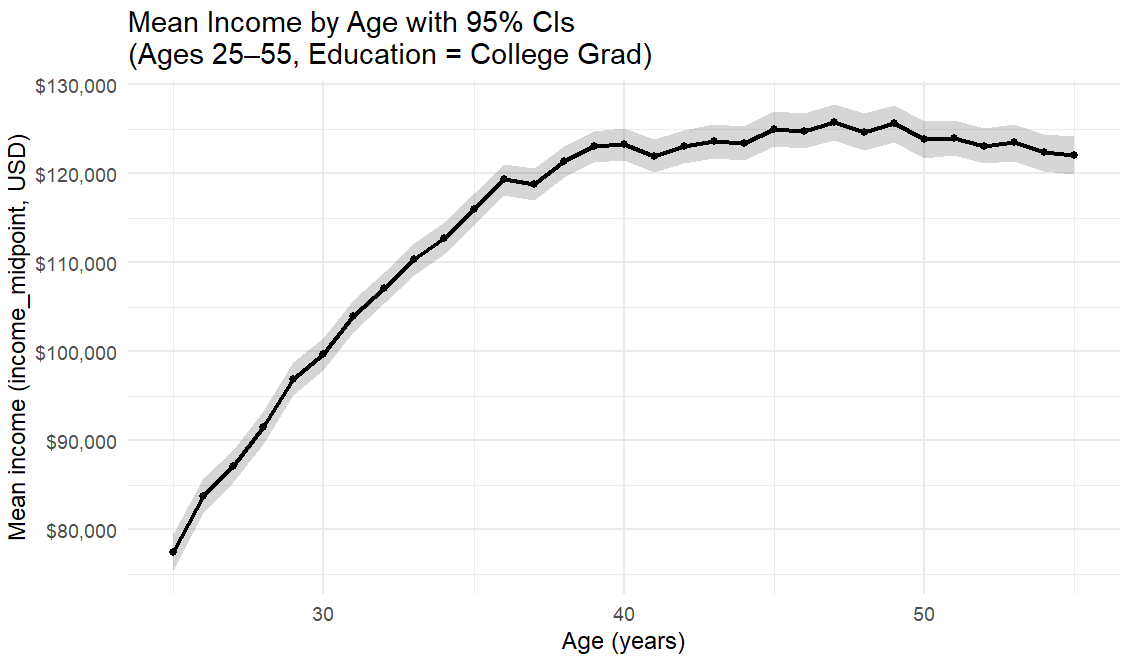 Mean Income by Age with 95% CIs
(Ages 25–55, Education = College Grad)
$130,000
$120,000
$110,000
$100,000
$90,000
$80,000
Mean income (income_midpoint, USD)
30
40
50
Age (years)